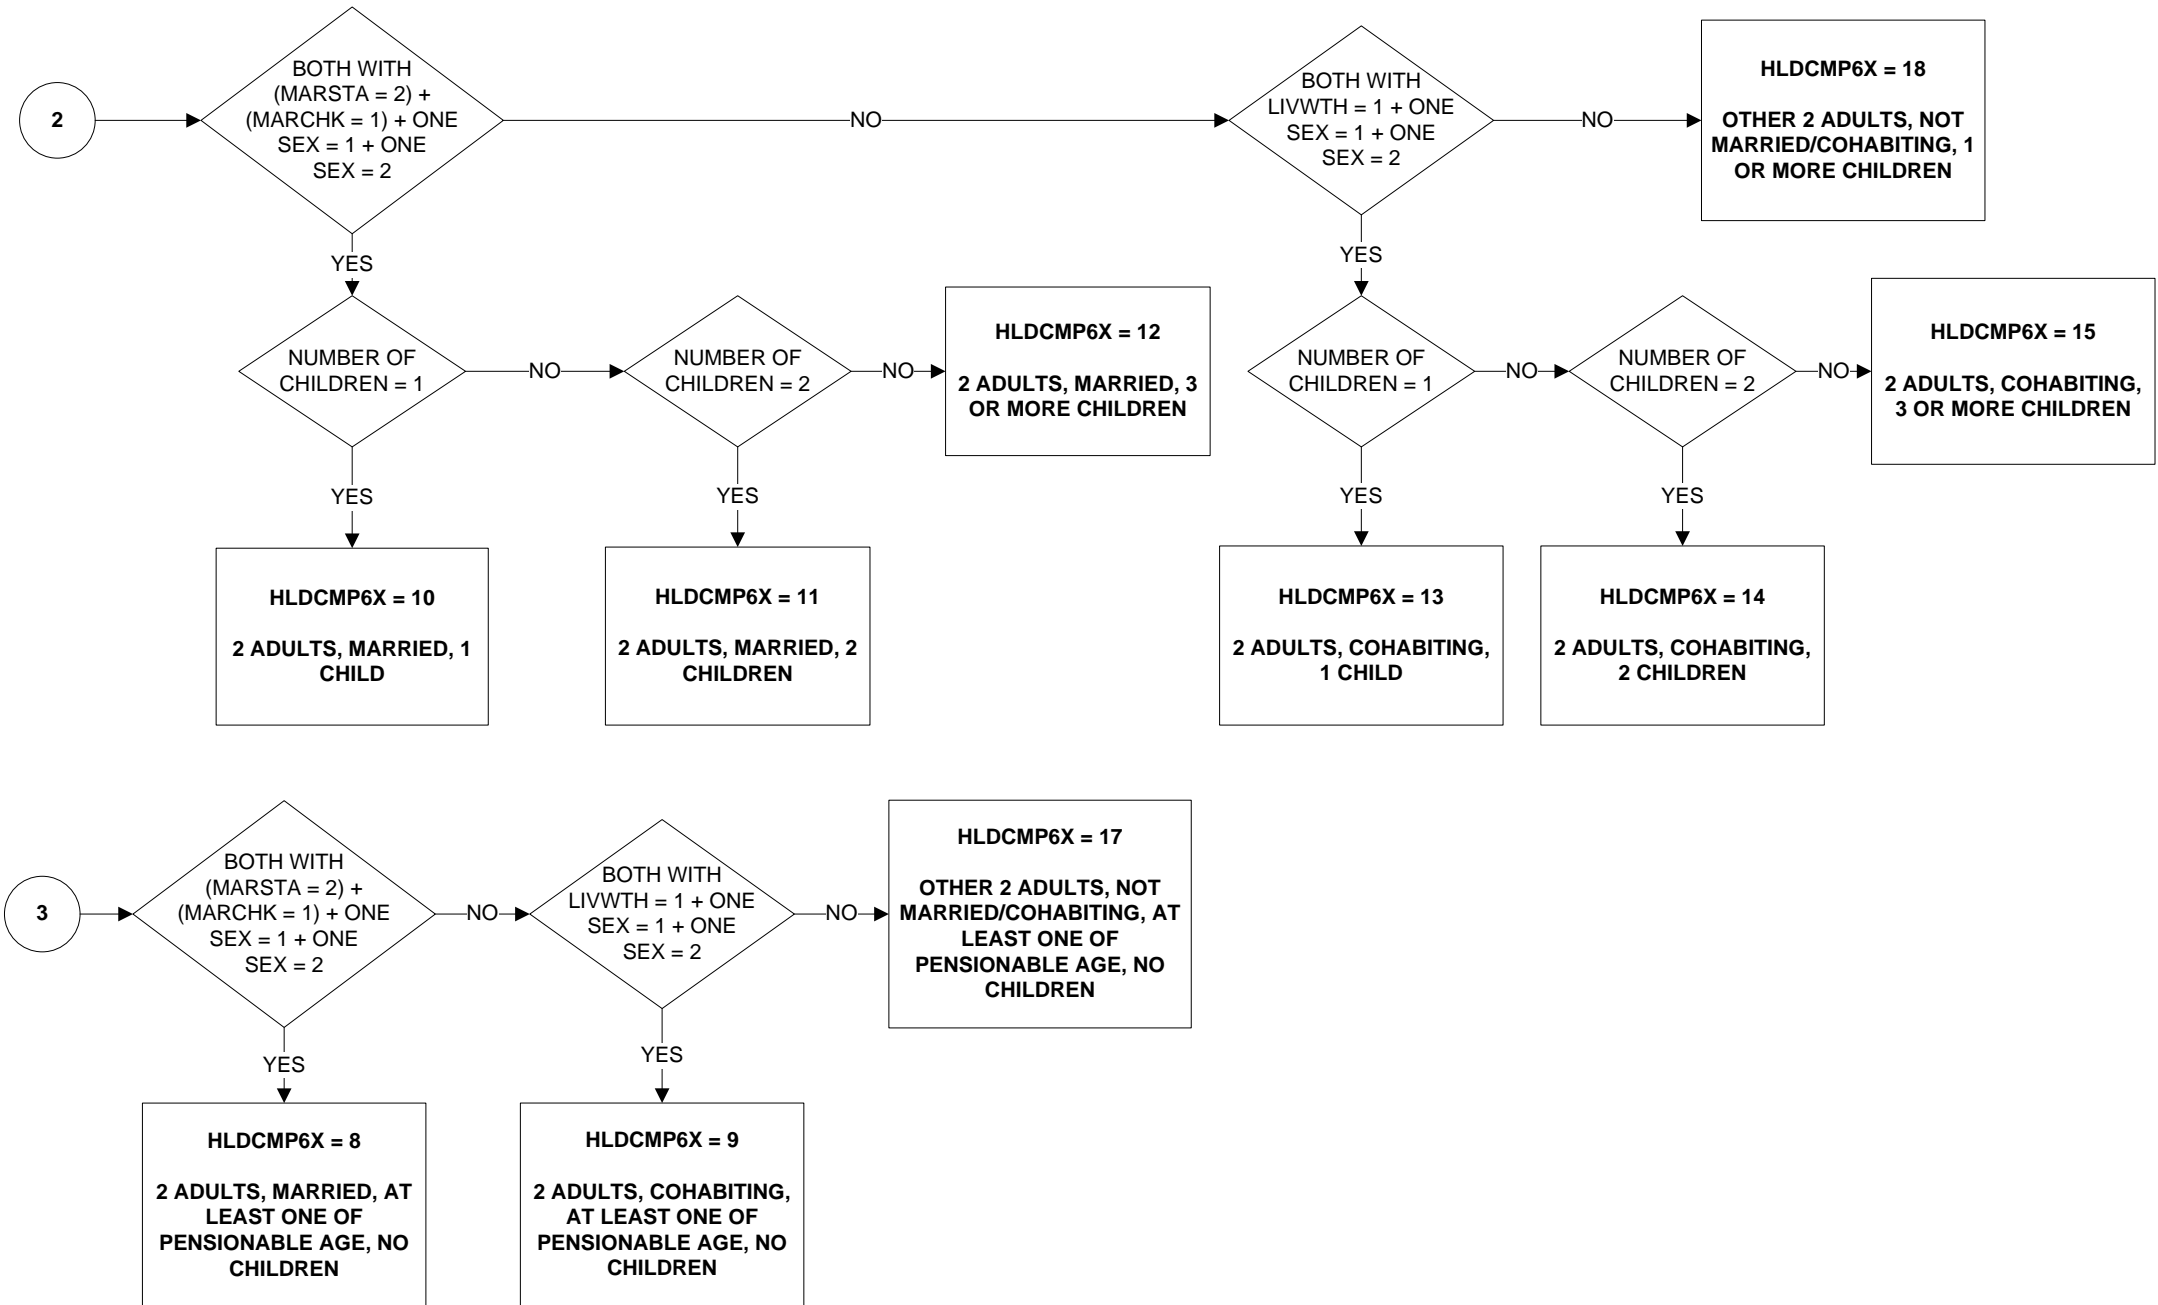 2
BOTH WITH
(MARSTA = 2) +
(MARCHK = 1) + ONE
SEX = 1 + ONE
SEX = 2
NO
BOTH WITH
LIVWTH = 1 + ONE
SEX = 1 + ONE
SEX = 2
NO
HLDCMP6X = 18
OTHER 2 ADULTS, NOT
MARRIED/COHABITING, 1
OR MORE CHILDREN
YES
YES
NUMBER OF
CHILDREN = 1
NO
NUMBER OF
CHILDREN = 2
NO
HLDCMP6X = 12
2 ADULTS, MARRIED, 3
OR MORE CHILDREN
NUMBER OF
CHILDREN = 1
NO
NUMBER OF
CHILDREN = 2
NO
HLDCMP6X = 15
2 ADULTS, COHABITING,
3 OR MORE CHILDREN
YES
YES
YES
YES
HLDCMP6X = 10
2 ADULTS, MARRIED, 1
CHILD
HLDCMP6X = 11
2 ADULTS, MARRIED, 2
CHILDREN
HLDCMP6X = 13
2 ADULTS, COHABITING,
1 CHILD
HLDCMP6X = 14
2 ADULTS, COHABITING,
2 CHILDREN
3
BOTH WITH
(MARSTA = 2) +
(MARCHK = 1) + ONE
SEX = 1 + ONE
SEX = 2
NO
BOTH WITH
LIVWTH = 1 + ONE
SEX = 1 + ONE
SEX = 2
NO
HLDCMP6X = 17
OTHER 2 ADULTS, NOT
MARRIED/COHABITING, AT
LEAST ONE OF
PENSIONABLE AGE, NO
CHILDREN
YES
YES
HLDCMP6X = 8
2 ADULTS, MARRIED, AT
LEAST ONE OF
PENSIONABLE AGE, NO
CHILDREN
HLDCMP6X = 9
2 ADULTS, COHABITING,
AT LEAST ONE OF
PENSIONABLE AGE, NO
CHILDREN